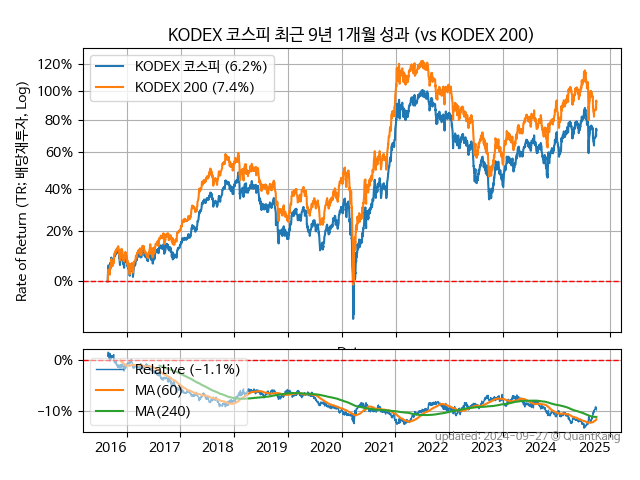 KODEX 코스피 최근 9년 1개월 성과 (vs KODEX 200)
Rate of Return (TR: 배당재투자, Log)
120%
100%
80%
60%
40%
20%
0%
KODEX 코스피 (6.2%)
KODEX 200 (7.4%)
0%
−10%
Relative (−1.1%)
MA(60)
MA(240)
updated: 2024-09-27 © QuantKang
2016 2017 2018 2019 2020 2021 2022 2023 2024 2025